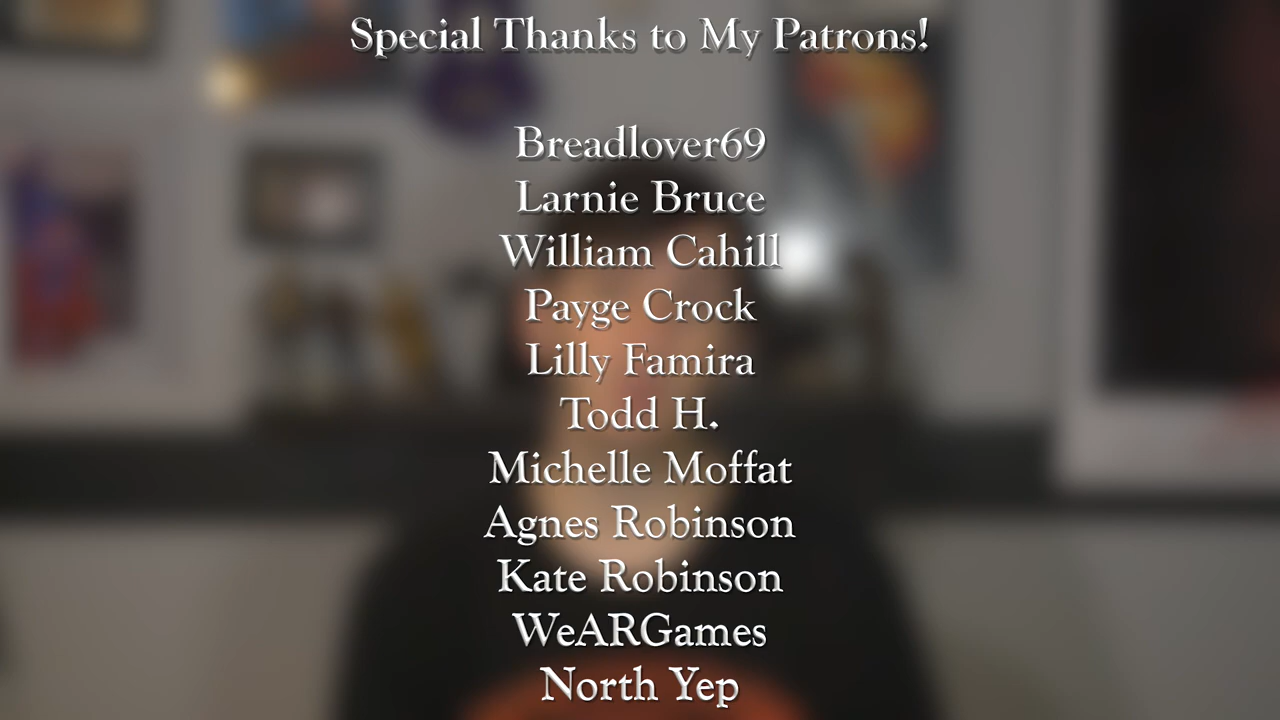 Special Thanks to My Patrons!
Breadlover69
Larnie Bruce
William Cahill
Payge Crock
Lilly Famira
Todd H.
Michelle Moffat
Agnes Robinson
Kate Robinson
WeARGames
North Yep